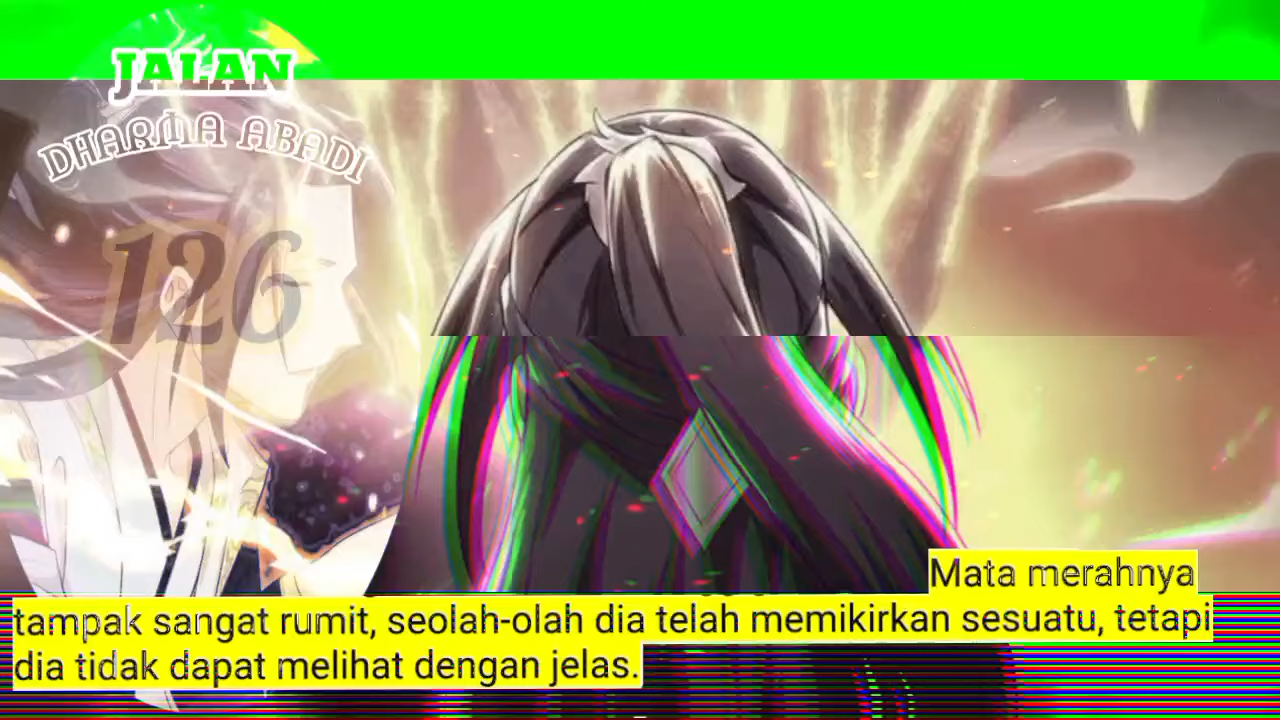 JALAN
DHARMA ABADI
126
Mata merahnya
tampak sangat rumit, seolah-olah dia telah memikirkan sesuatu, tetapi
dia tidak dapat melihat dengan jelas.